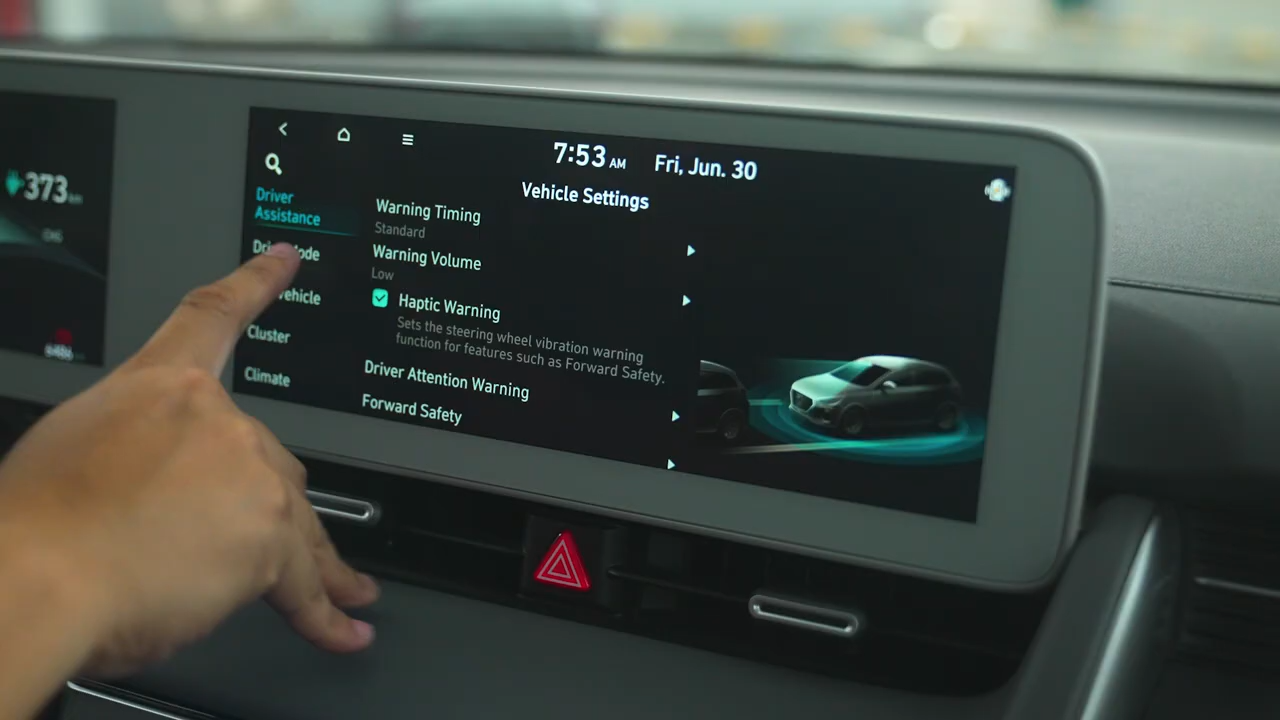 373 km
7:53 AM Fri, Jun. 30
Vehicle Settings
Driver
Assistance
Vehicle
Cluster
Climate
Warning Timing
Standard
Warning Volume
Low
Haptic Warning
Sets the steering wheel vibration warning
function for features such as Forward Safety.
Driver Attention Warning
Forward Safety